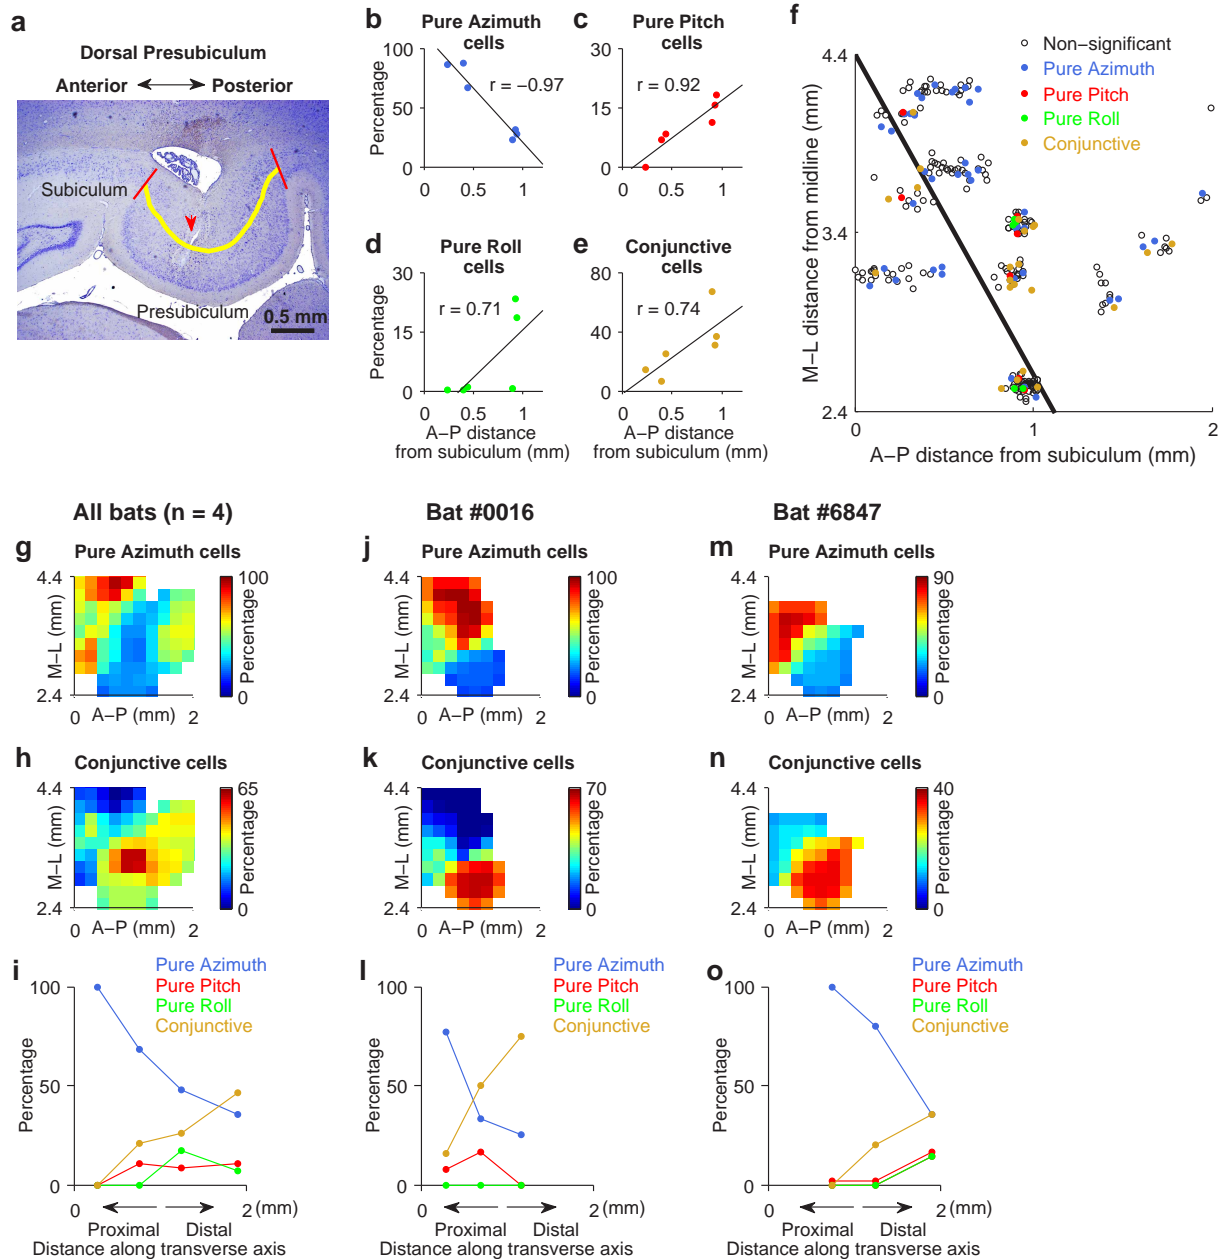 a
Dorsal Presubiculum
Anterior Posterior
Subiculum
Presubiculum
0.5 mm
b
Pure Azimuth
cells
Percentage
100
50
0
r = −0.97
0 0.5 1
c
Pure Pitch
cells
30
15
0
r = 0.92
0 0.5 1
d
Pure Roll
cells
Percentage
30
15
0
r = 0.71
0 0.5 1
A−P distance
from subiculum (mm)
e
Conjunctive
cells
80
40
0
r = 0.74
0 0.5 1
A−P distance
from subiculum (mm)
f
Non−significant
Pure Azimuth
Pure Pitch
Pure Roll
Conjunctive
M−L distance from midline (mm)
4.4
3.4
2.4
0 1 2
A−P distance from subiculum (mm)
All bats (n = 4)
Bat #0016
Bat #6847
g
Pure Azimuth cells
4.4
2.4
M−L (mm)
0 2
A−P (mm)
100
0
Percentage
j
Pure Azimuth cells
4.4
2.4
M−L (mm)
0 2
A−P (mm)
100
0
Percentage
m
Pure Azimuth cells
4.4
2.4
M−L (mm)
0 2
A−P (mm)
90
0
Percentage
h
Conjunctive cells
4.4
2.4
M−L (mm)
0 2
A−P (mm)
65
0
Percentage
k
Conjunctive cells
4.4
2.4
M−L (mm)
0 2
A−P (mm)
70
0
Percentage
n
Conjunctive cells
4.4
2.4
M−L (mm)
0 2
A−P (mm)
40
0
Percentage
i
Pure Azimuth
Pure Pitch
Pure Roll
Conjunctive
Percentage
100
50
0
0 2 (mm)
Proximal Distal
Distance along transverse axis
l
Pure Azimuth
Pure Pitch
Pure Roll
Conjunctive
Percentage
100
50
0
0 2 (mm)
Proximal Distal
Distance along transverse axis
o
Pure Azimuth
Pure Pitch
Pure Roll
Conjunctive
Percentage
100
50
0
0 2 (mm)
Proximal Distal
Distance along transverse axis